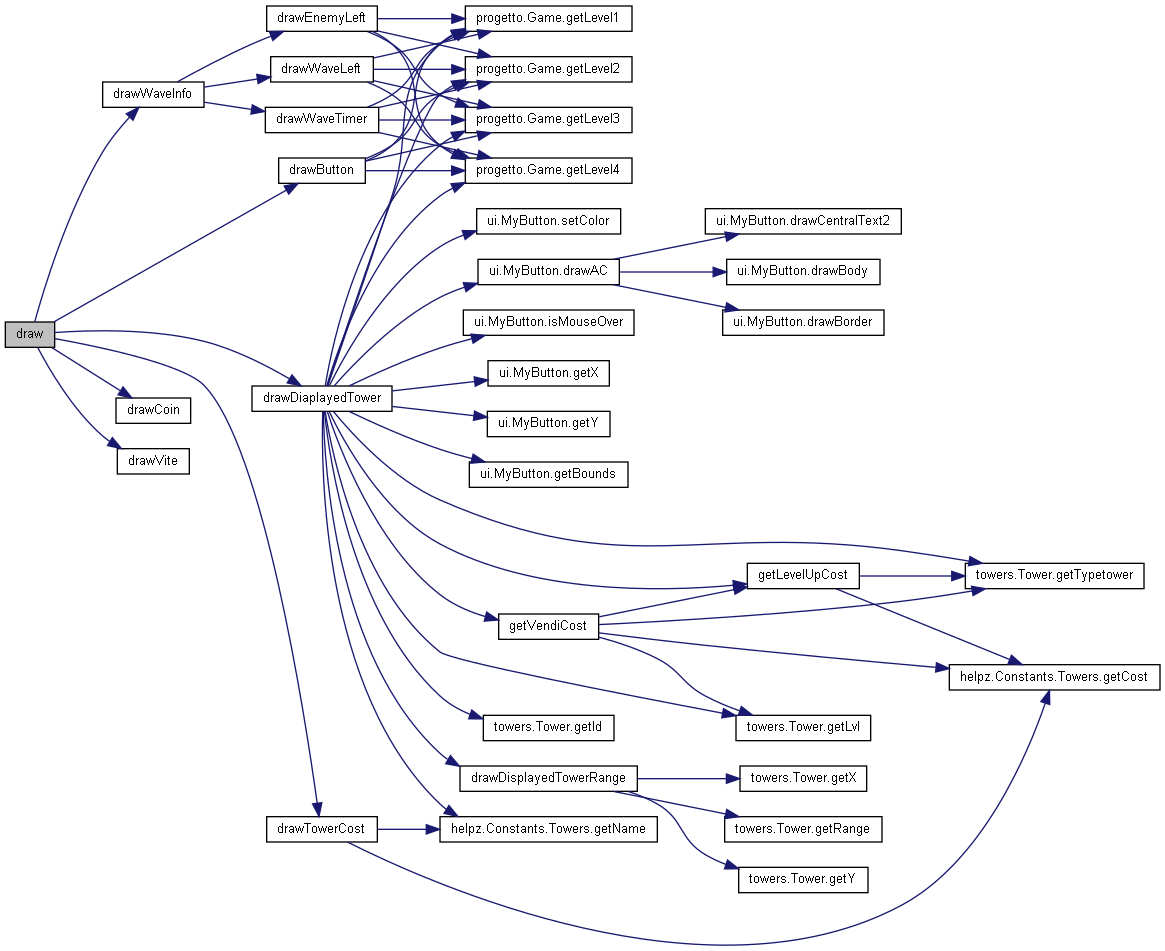 drawEnemyLeft
progetto.Game.getLevel1
drawWaveLeft
progetto.Game.getLevel2
drawWaveInfo
drawWaveTimer
progetto.Game.getLevel3
drawButton
progetto.Game.getLevel4
ui.MyButton.setColor
ui.MyButton.drawCentralText2
ui.MyButton.drawAC
ui.MyButton.drawBody
draw
ui.MyButton.isMouseOver
ui.MyButton.drawBorder
ui.MyButton.getX
drawDiaplayedTower
drawCoin
ui.MyButton.getY
drawVite
ui.MyButton.getBounds
getLevelUpCost
towers.Tower.getTypetower
getVendiCost
helpz.Constants.Towers.getCost
towers.Tower.getId
towers.Tower.getLvl
drawDisplayedTowerRange
towers.Tower.getX
drawTowerCost
helpz.Constants.Towers.getName
towers.Tower.getRange
towers.Tower.getY